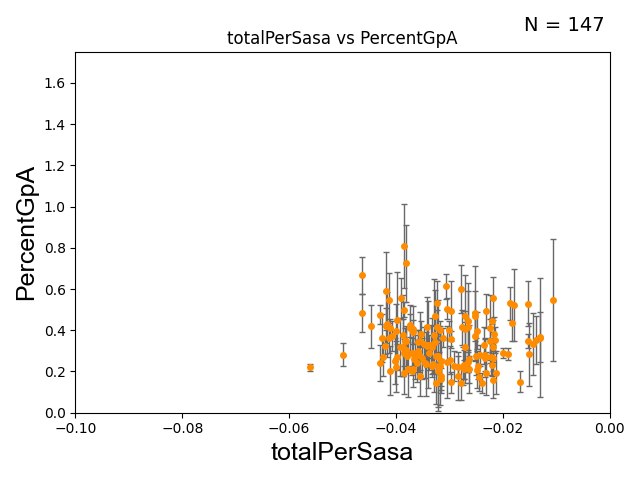 N = 147
totalPerSasa vs PercentGpA
PercentGpA
1.6
1.4
1.2
1.0
0.8
0.6
0.4
0.2
0.0
−0.10 −0.08 −0.06 −0.04 −0.02 0.00
totalPerSasa